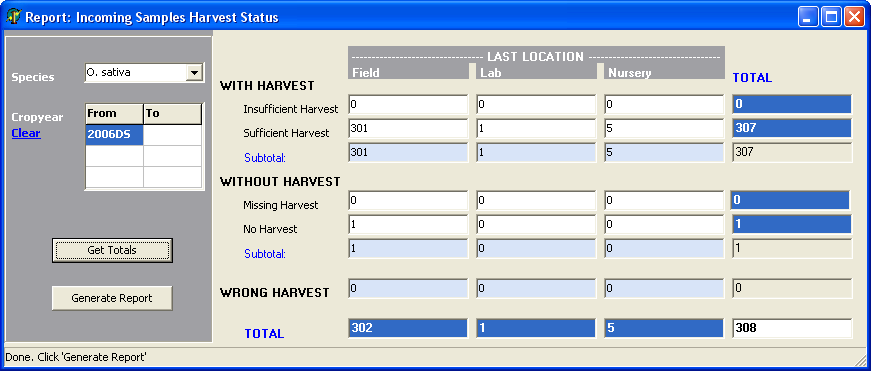 Report: Incoming Samples Harvest Status
Species O. sativa
Cropyear From To
Clear 2006DS
Get Totals
Generate Report
LAST LOCATION
Field Lab Nursery TOTAL
WITH HARVEST
Insufficient Harvest 0 0 0 0
Sufficient Harvest 301 1 5 307
Subtotal: 301 1 5 307
WITHOUT HARVEST
Missing Harvest 0 0 0 0
No Harvest 1 0 0 1
Subtotal: 1 0 0 1
WRONG HARVEST 0 0 0 0
TOTAL 302 1 5 308
Done. Click 'Generate Report'